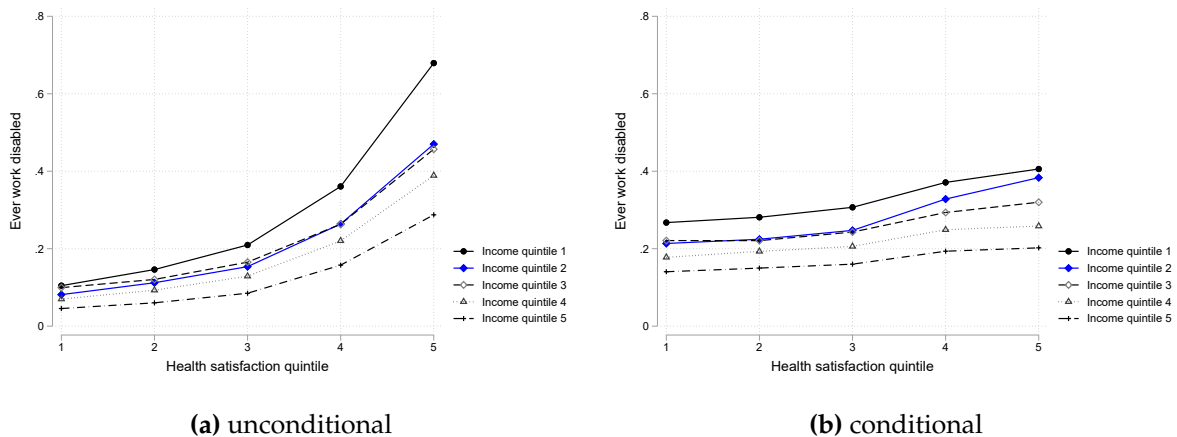 .8
.6
.4
.2
0
Ever work disabled
1 2 3 4 5
Health satisfaction quintile
Income quintile 1
Income quintile 2
Income quintile 3
Income quintile 4
Income quintile 5
(a) unconditional
.8
.6
.4
.2
0
Ever work disabled
1 2 3 4 5
Health satisfaction quintile
Income quintile 1
Income quintile 2
Income quintile 3
Income quintile 4
Income quintile 5
(b) conditional